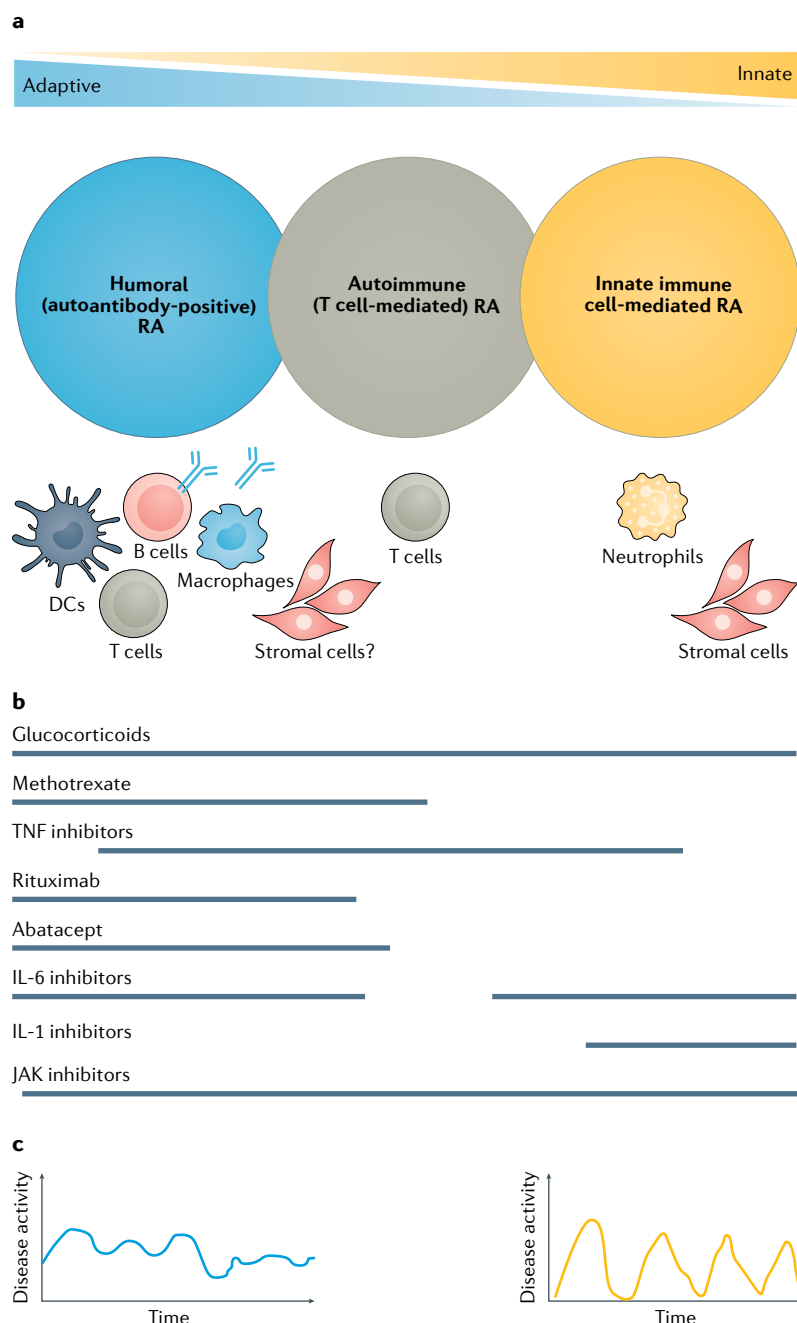 a
Adaptive
Innate
Humoral
(autoantibody-positive)
RA
Autoimmune
(T cell-mediated) RA
Innate immune
cell-mediated RA
DCs
B cells
T cells
Macrophages
Stromal cells?
T cells
Neutrophils
Stromal cells
b
Glucocorticoids
Methotrexate
TNF inhibitors
Rituximab
Abatacept
IL-6 inhibitors
IL-1 inhibitors
JAK inhibitors
c
Disease activity
Time
Disease activity
Time